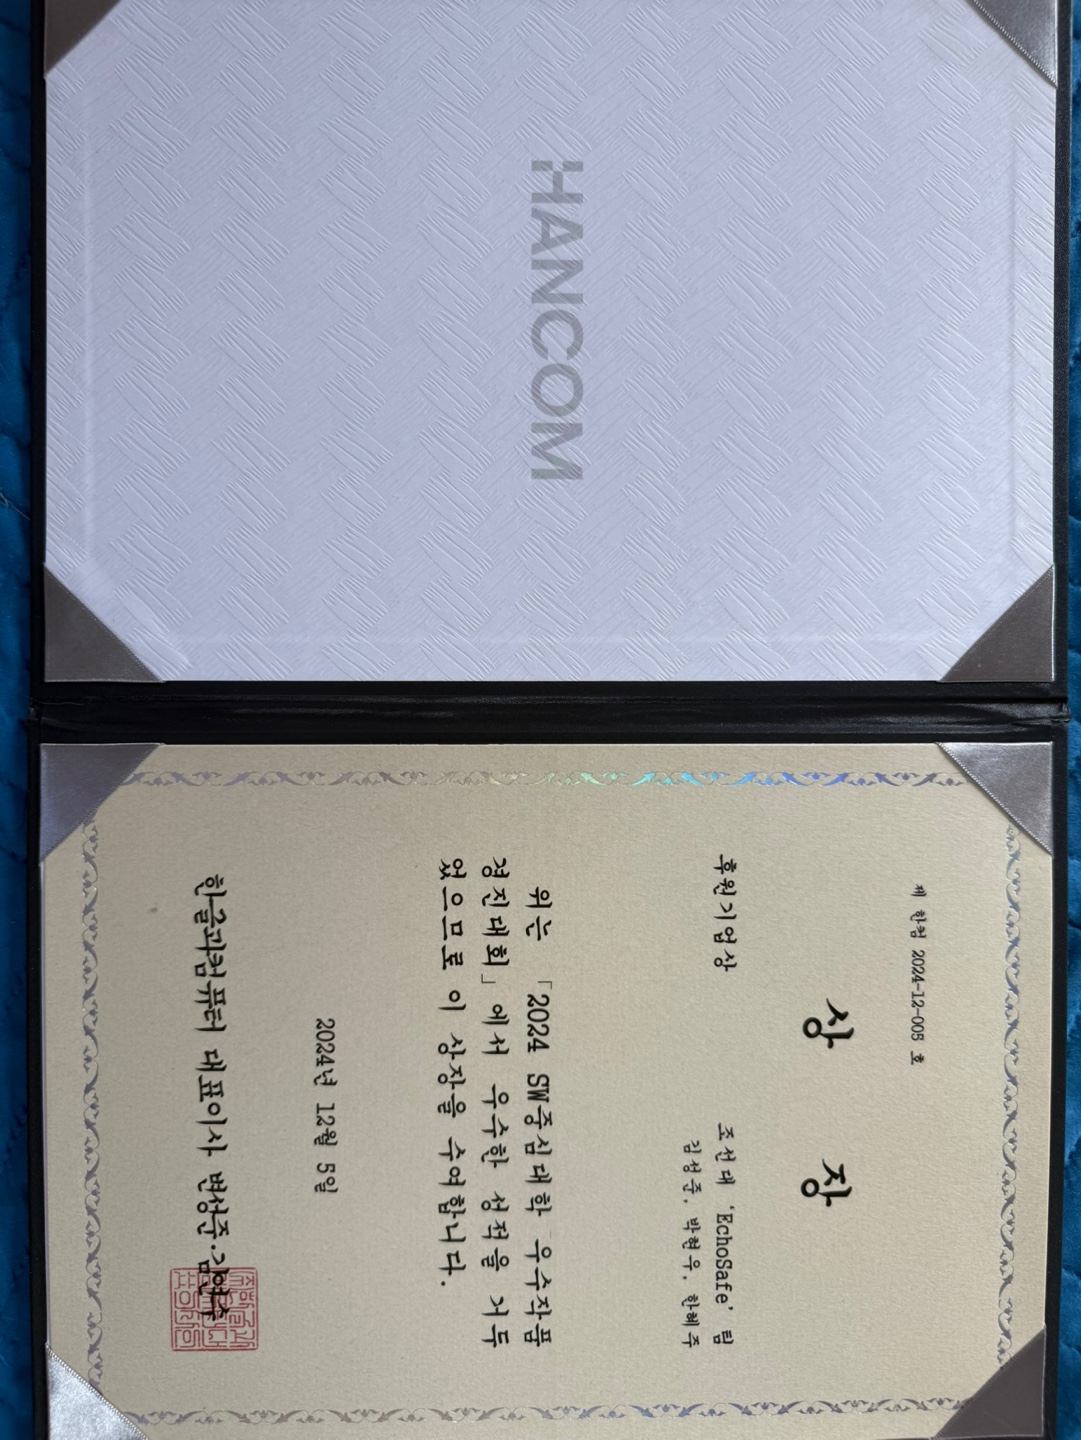 HANCOM
제 한컴 2024-12-005 호
상 장
후원기업상
조선대 'EchoSafe' 팀
김성준, 박현우, 한혜주
위는 「2024 SW중심대학 우수작품
경진대회」에서 우수한 성적을 거두
었으므로 이 상장을 수여합니다.
2024년 12월 5일
한글과컴퓨터 대표이사 변성준·김연수